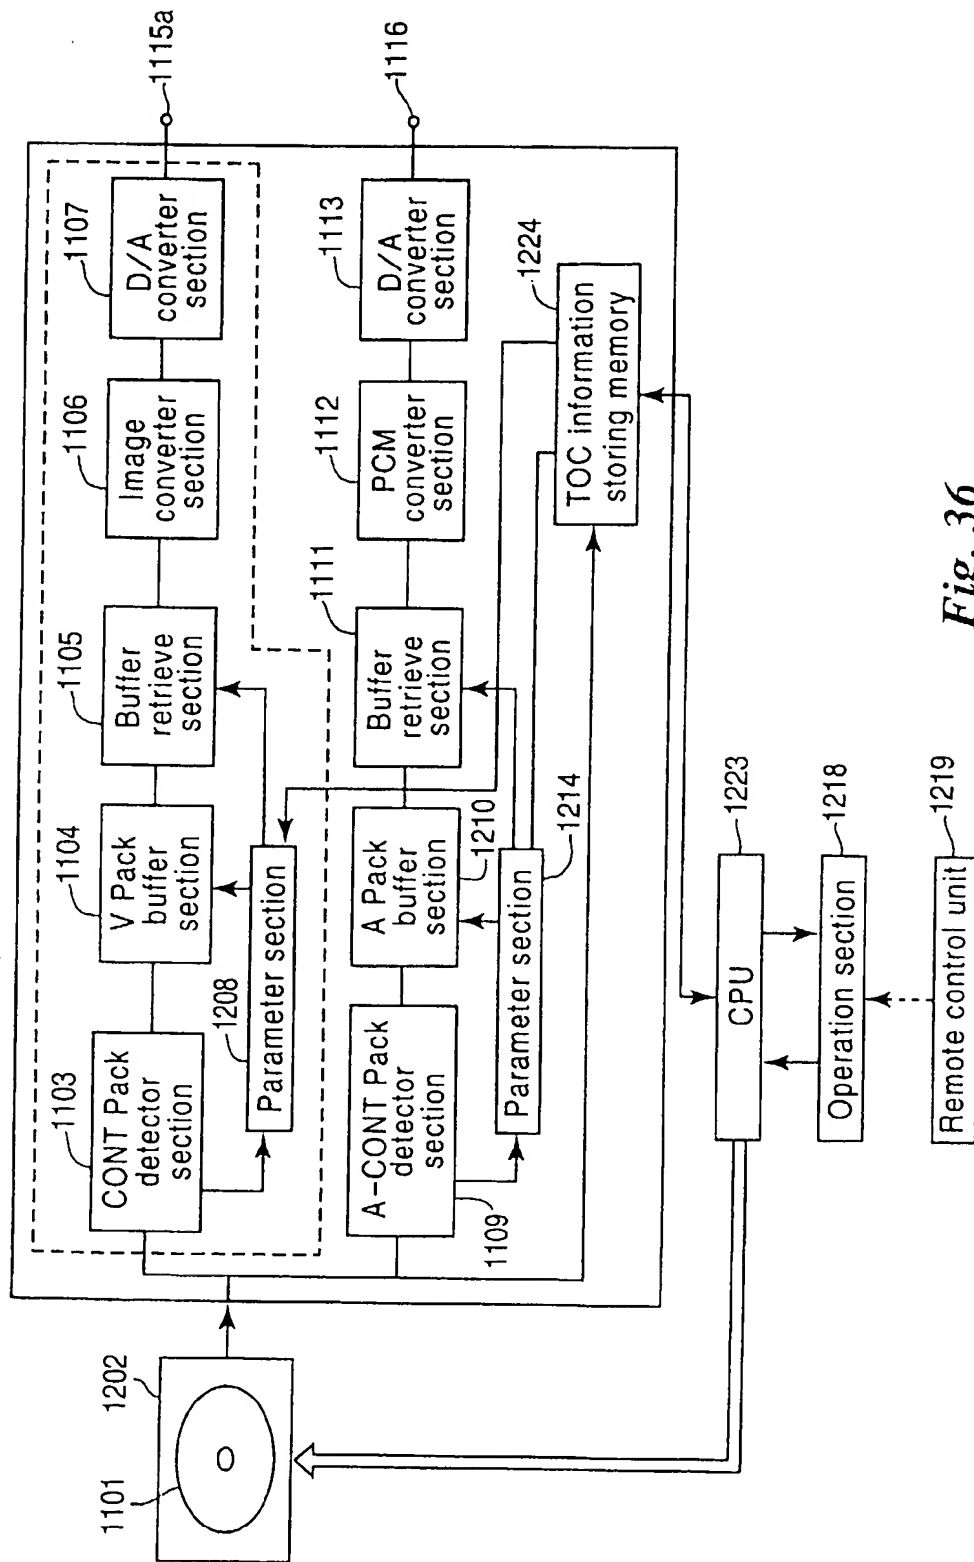 1101
1202
1103
CONT Pack
detector
section
1104
V Pack
buffer
section
1105
Buffer
retrieve
section
1106
Image
converter
section
1107
D/A
converter
section
1115a
1208
Parameter section
A-CONT Pack
detector
section
1109
A Pack
buffer
section
1210
1111
Buffer
retrieve
section
1112
PCM
converter
section
1113
D/A
converter
section
1116
Parameter section
1214
1224
TOC information
storing memory
CPU
1223
Operation section
1218
Remote control unit
1219
Fig. 36